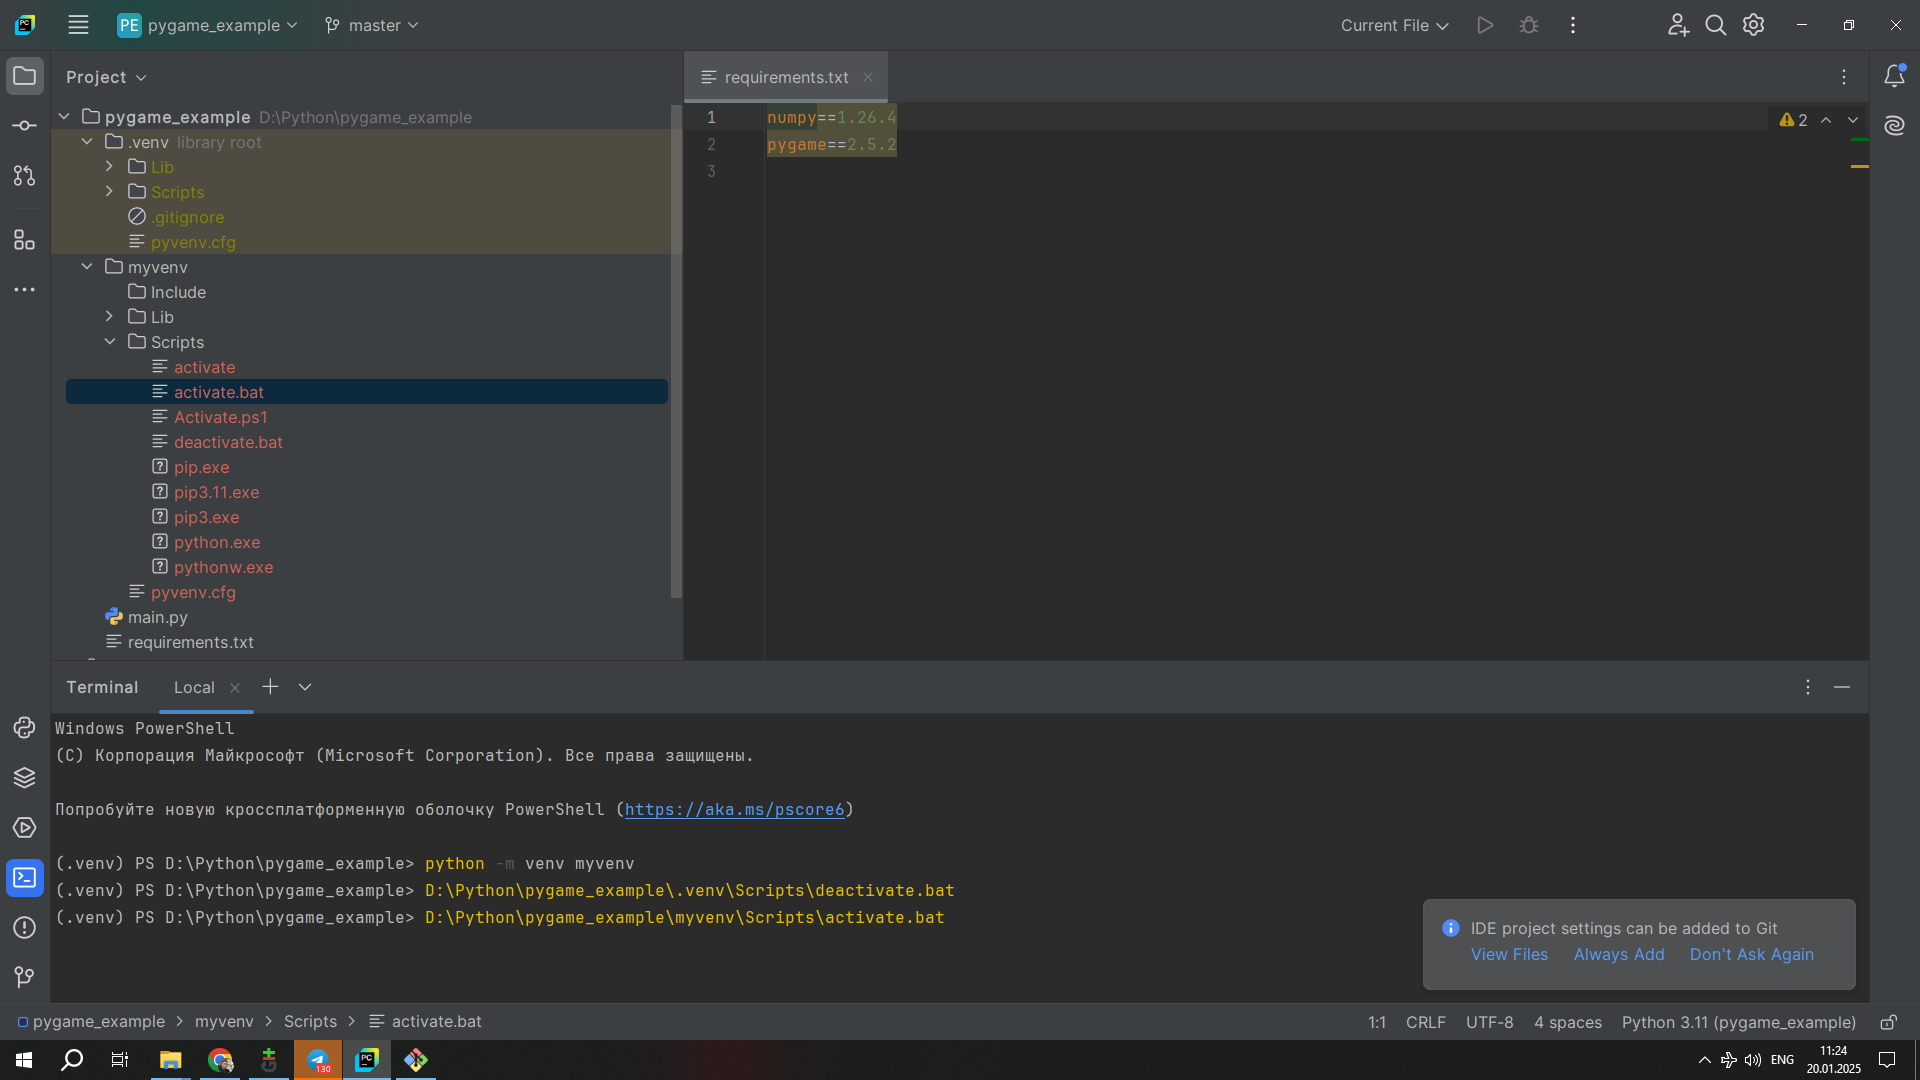 PE pygame_example master Current File
Project
requirements.txt
pygame_example D:\Python\pygame_example
.venv library root
Lib
Scripts
.gitignore
pyvenv.cfg
myvenv
Include
Lib
Scripts
activate
activate.bat
Activate.ps1
deactivate.bat
pip.exe
pip3.11.exe
pip3.exe
python.exe
pythonw.exe
pyvenv.cfg
main.py
requirements.txt
1 numpy==1.26.4
2 pygame==2.5.2
3
2
Terminal Local
Windows PowerShell
(C) Корпорация Майкрософт (Microsoft Corporation). Все права защищены.
Попробуйте новую кроссплатформенную оболочку PowerShell (https://aka.ms/pscore6)
(.venv) PS D:\Python\pygame_example> python -m venv myvenv
(.venv) PS D:\Python\pygame_example> D:\Python\pygame_example\.venv\Scripts\deactivate.bat
(.venv) PS D:\Python\pygame_example> D:\Python\pygame_example\myvenv\Scripts\activate.bat
IDE project settings can be added to Git
View Files Always Add Don't Ask Again
pygame_example > myvenv > Scripts > activate.bat
1:1 CRLF UTF-8 4 spaces Python 3.11 (pygame_example)
PC
130
PC
ENG
11:24
20.01.2025